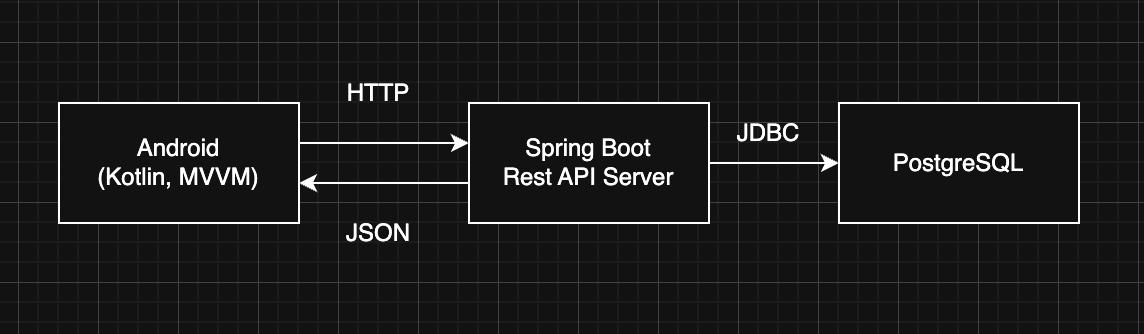 HTTP
Android
(Kotlin, MVVM)
JSON
Spring Boot
Rest API Server
JDBC
PostgreSQL